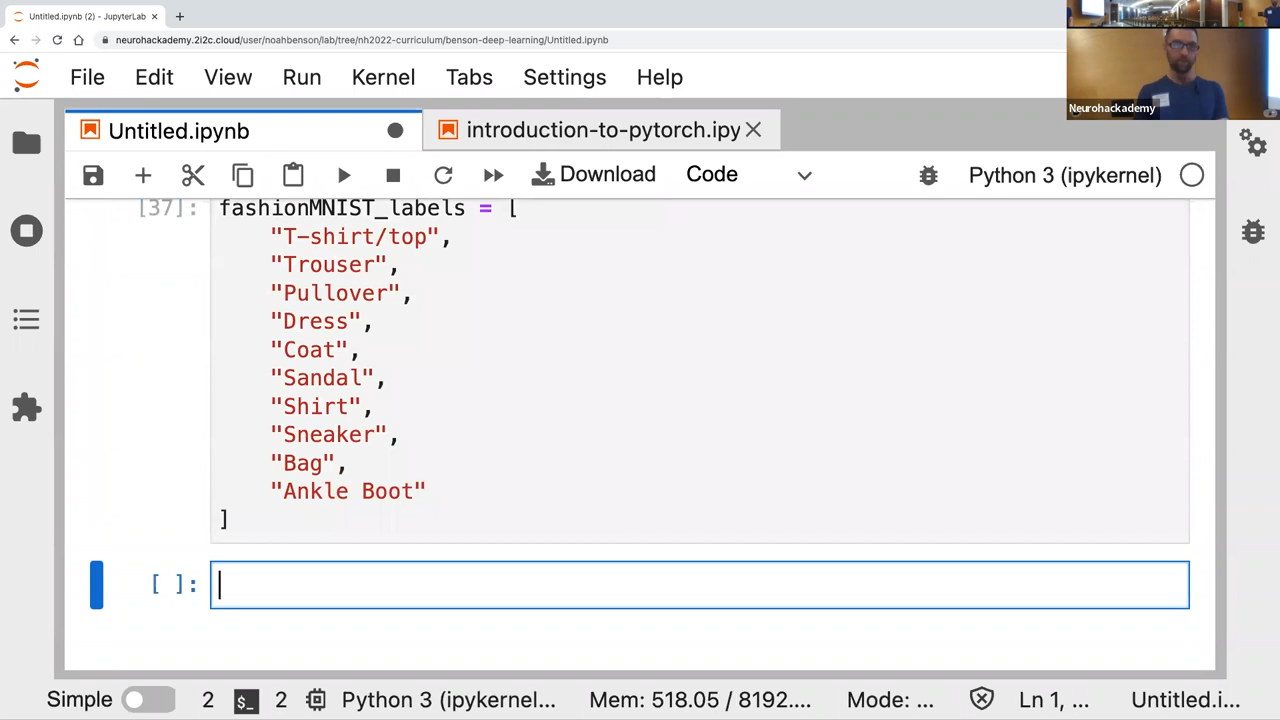 Untitled.ipynb (2) - JupyterLab
neurohackademy.2i2c.cloud/user/noahbenson/lab/tree/nh2022-curriculum/benson-deep-learning/Untitled.ipynb
Neurohackademy
File Edit View Run Kernel Tabs Settings Help
Untitled.ipynb
introduction-to-pytorch.ipy
Download Code Python 3 (ipykernel)
[37]: fashionMNIST_labels = [
"T-shirt/top",
"Trouser",
"Pullover",
"Dress",
"Coat",
"Sandal",
"Shirt",
"Sneaker",
"Bag",
"Ankle Boot"
]
[ ]:
Simple 2 $_ 2 Python 3 (ipykernel... Mem: 518.05 / 8192.... Mode: ... Ln 1, ... Untitled.i...